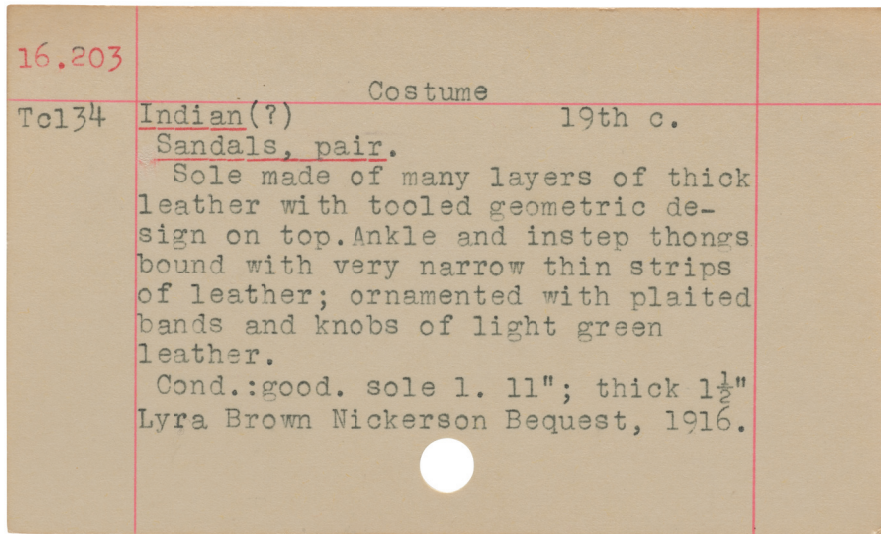 16.203
Costume
Tc134 Indian(?) 19th c.
Sandals, pair.
Sole made of many layers of thick
leather with tooled geometric de-
sign on top.Ankle and instep thongs
bound with very narrow thin strips
of leather; ornamented with plaited
bands and knobs of light green
leather.
Cond.:good. sole l. 11"; thick 1½"
Lyra Brown Nickerson Bequest, 1916.